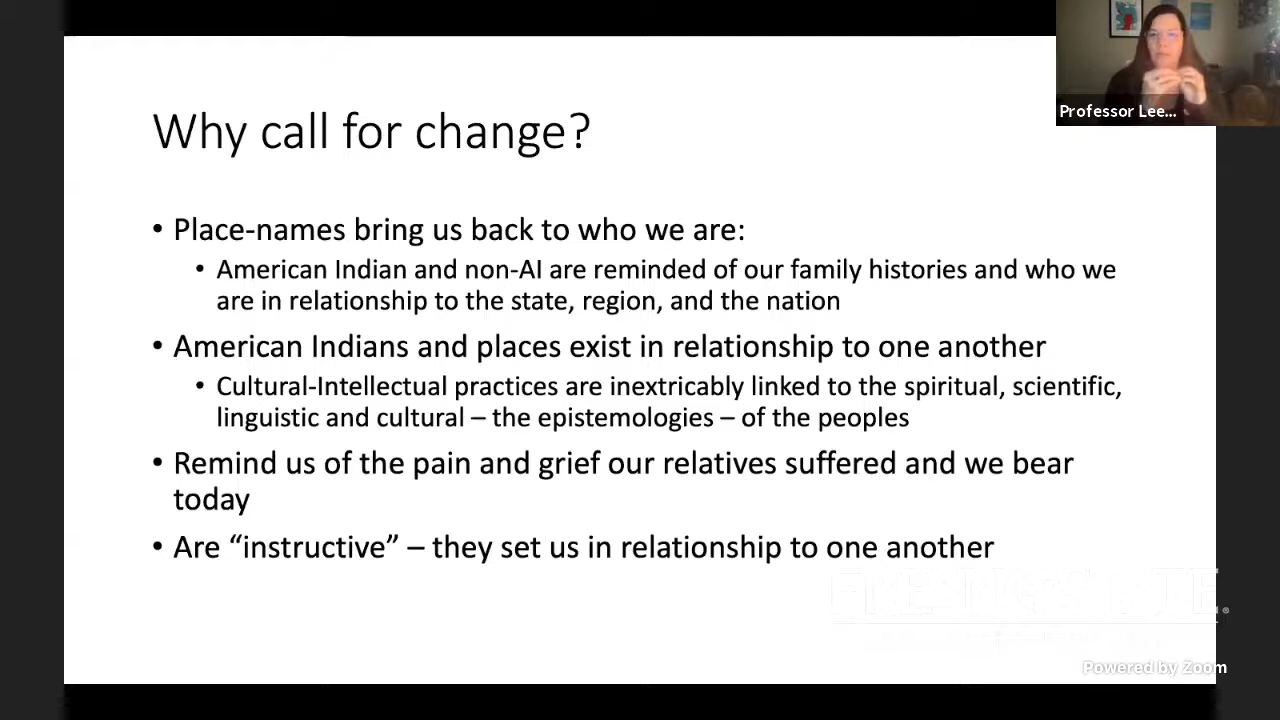 Professor Lee...
Why call for change?
• Place-names bring us back to who we are:
• American Indian and non-AI are reminded of our family histories and who we
are in relationship to the state, region, and the nation
• American Indians and places exist in relationship to one another
• Cultural-Intellectual practices are inextricably linked to the spiritual, scientific,
linguistic and cultural – the epistemologies – of the peoples
• Remind us of the pain and grief our relatives suffered and we bear
today
• Are “instructive” – they set us in relationship to one another
Powered by Zoom